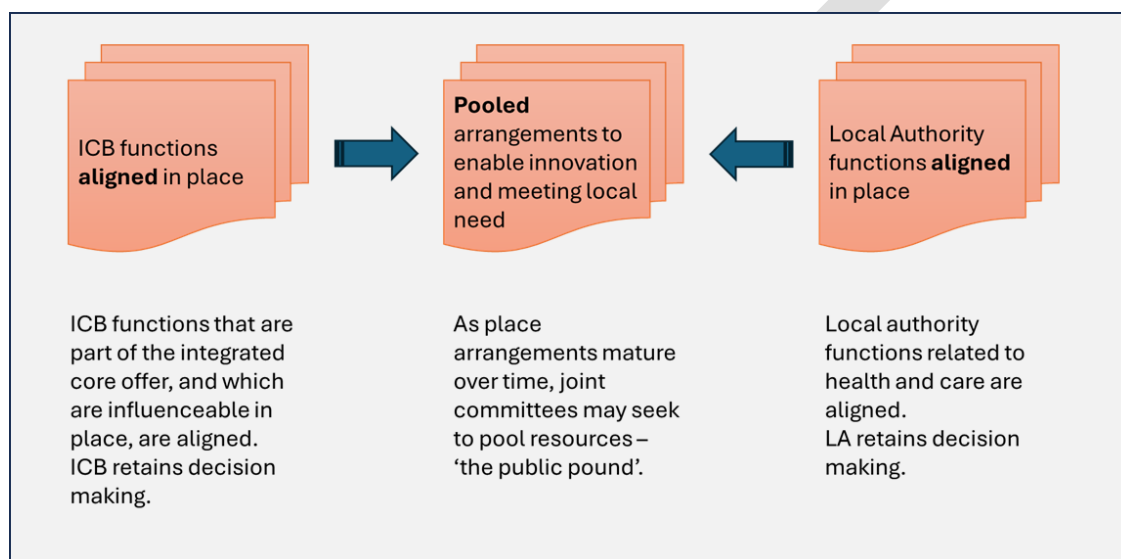 ICB functions
aligned in place
Pooled
arrangements to
enable innovation
and meeting local
need
Local Authority
functions aligned
in place
ICB functions that are
part of the integrated
core offer, and which
are influenceable in
place, are aligned.
ICB retains decision
making.
As place
arrangements mature
over time, joint
committees may seek
to pool resources –
‘the public pound’.
Local authority
functions related to
health and care are
aligned.
LA retains decision
making.